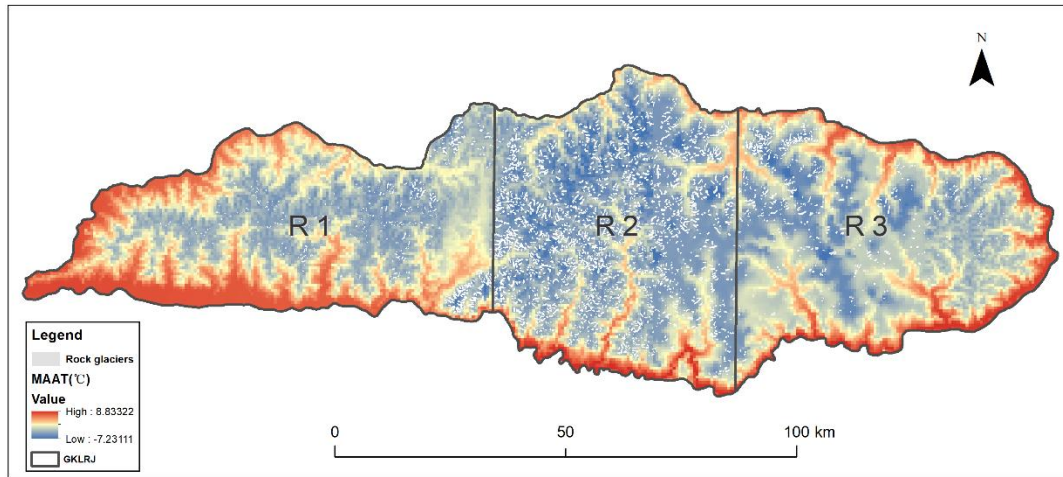 N
R 1
R 2
R 3
Legend
Rock glaciers
MAAT(℃)
Value
High : 8.83322
Low : -7.23111
GKLRJ
0 50 100 km